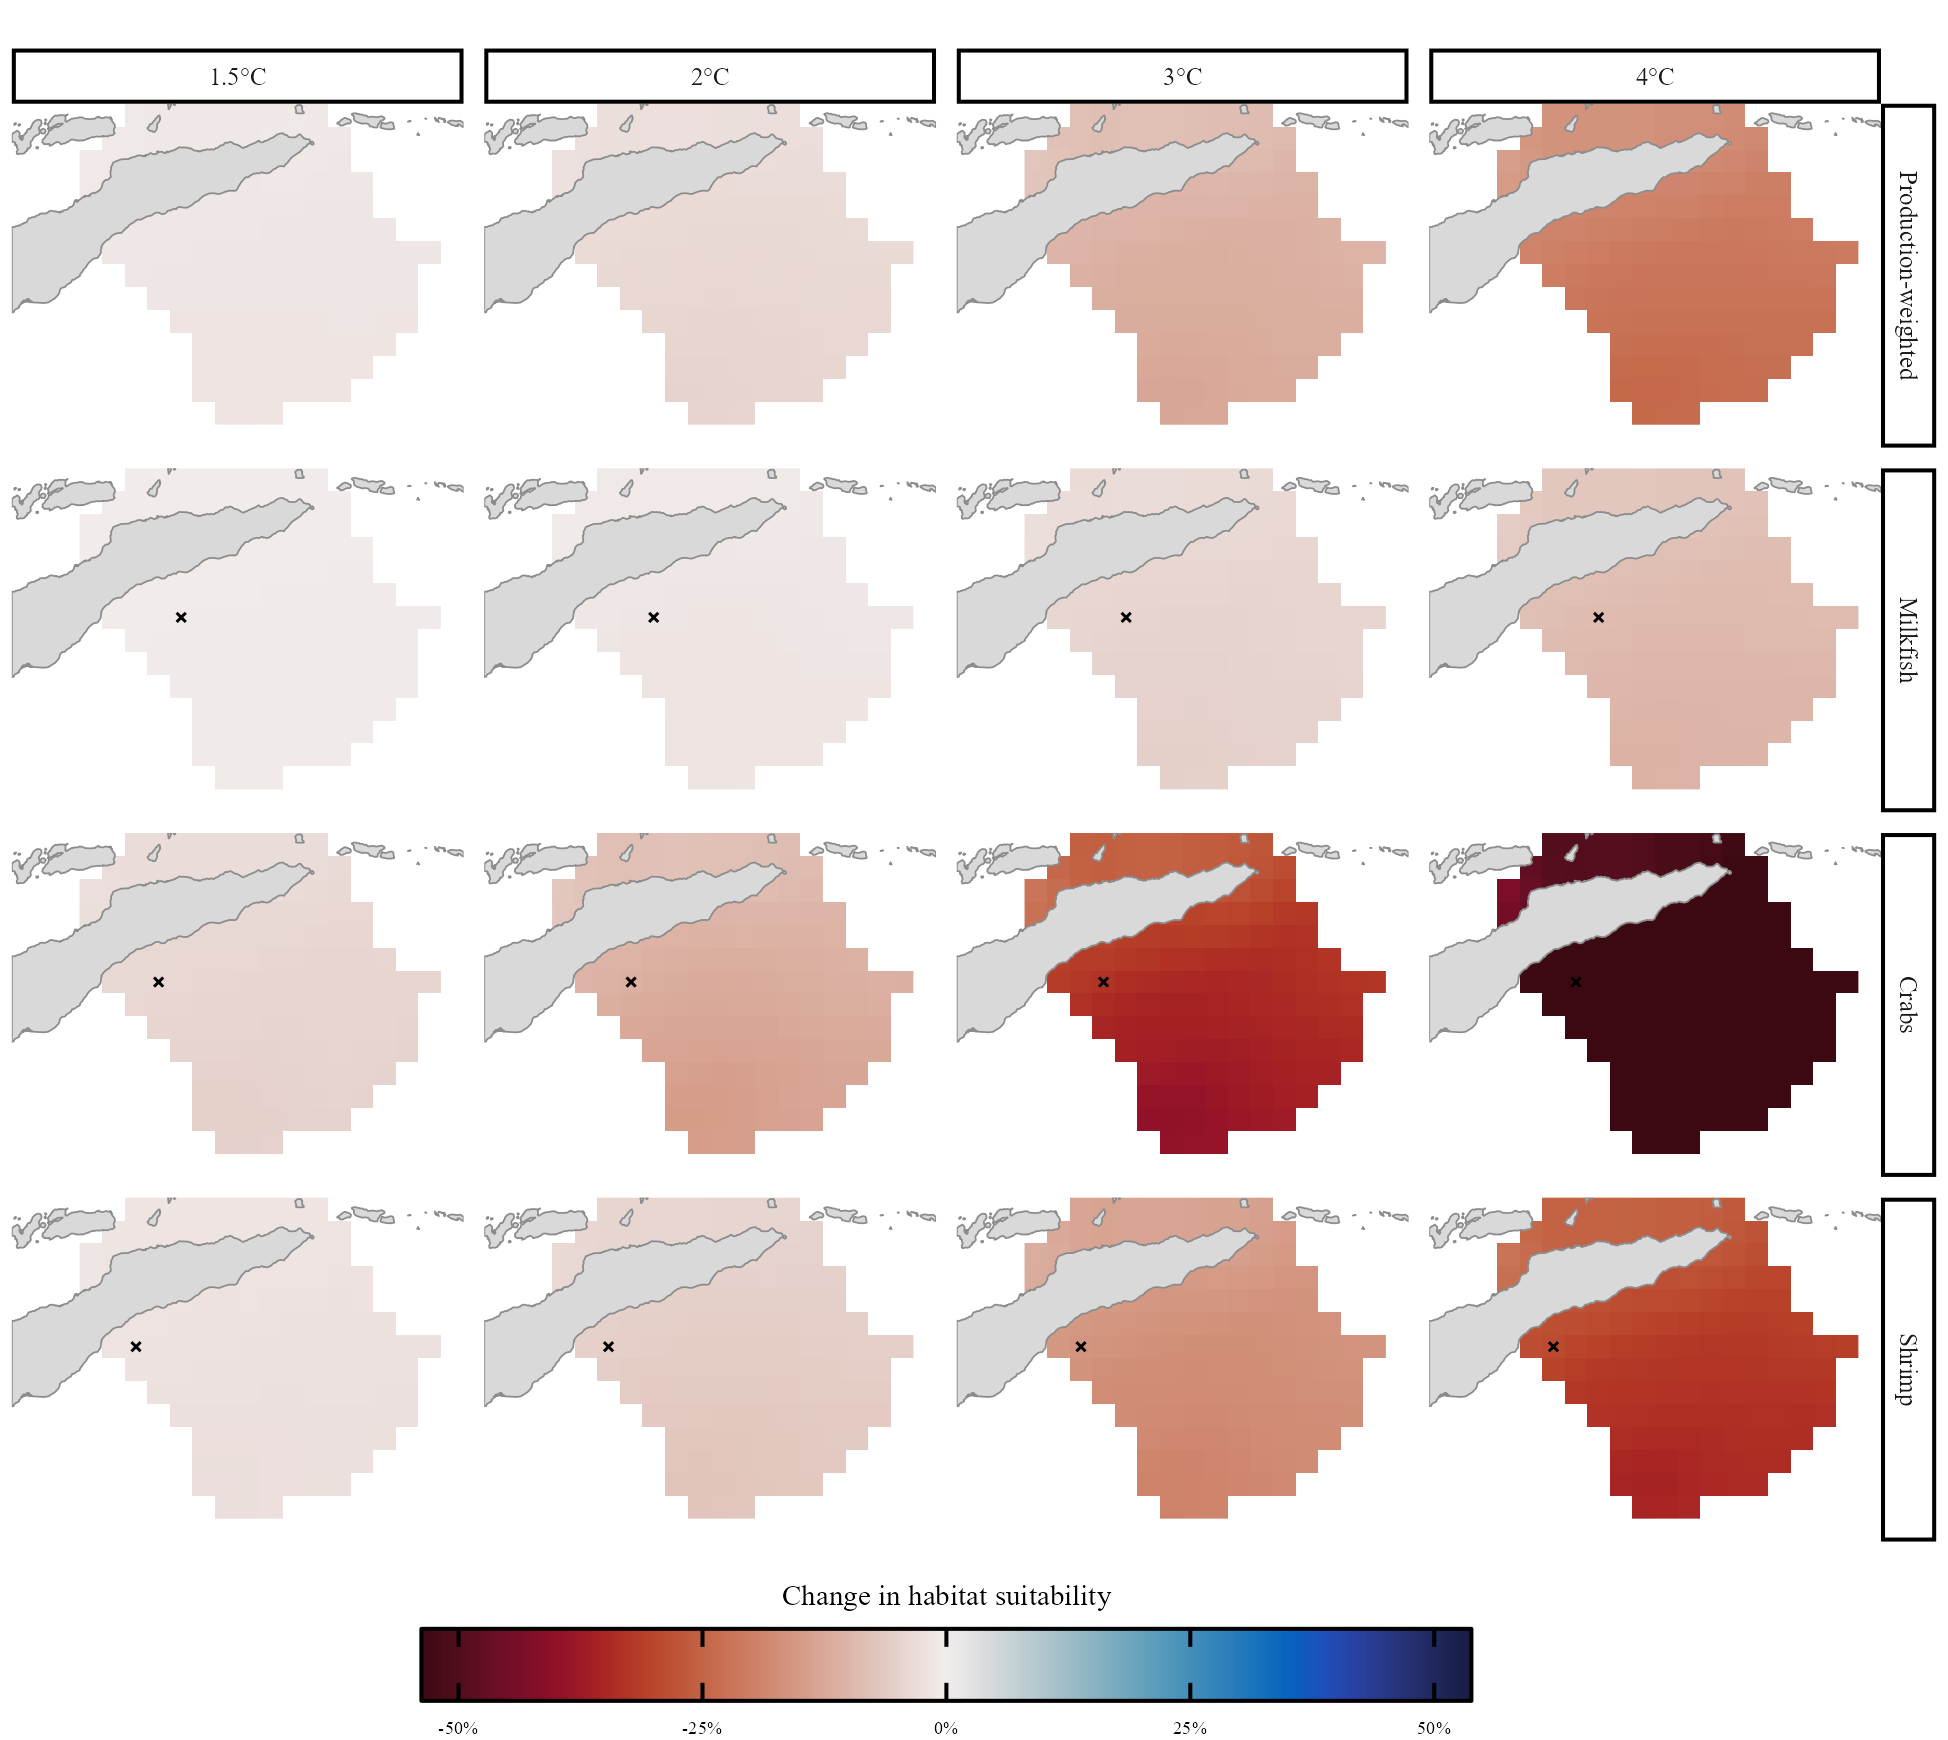 1.5°C
2°C
3°C
4°C
Production-weighted
Milkfish
Crabs
Shrimp
Change in habitat suitability
-50%
-25%
0%
25%
50%